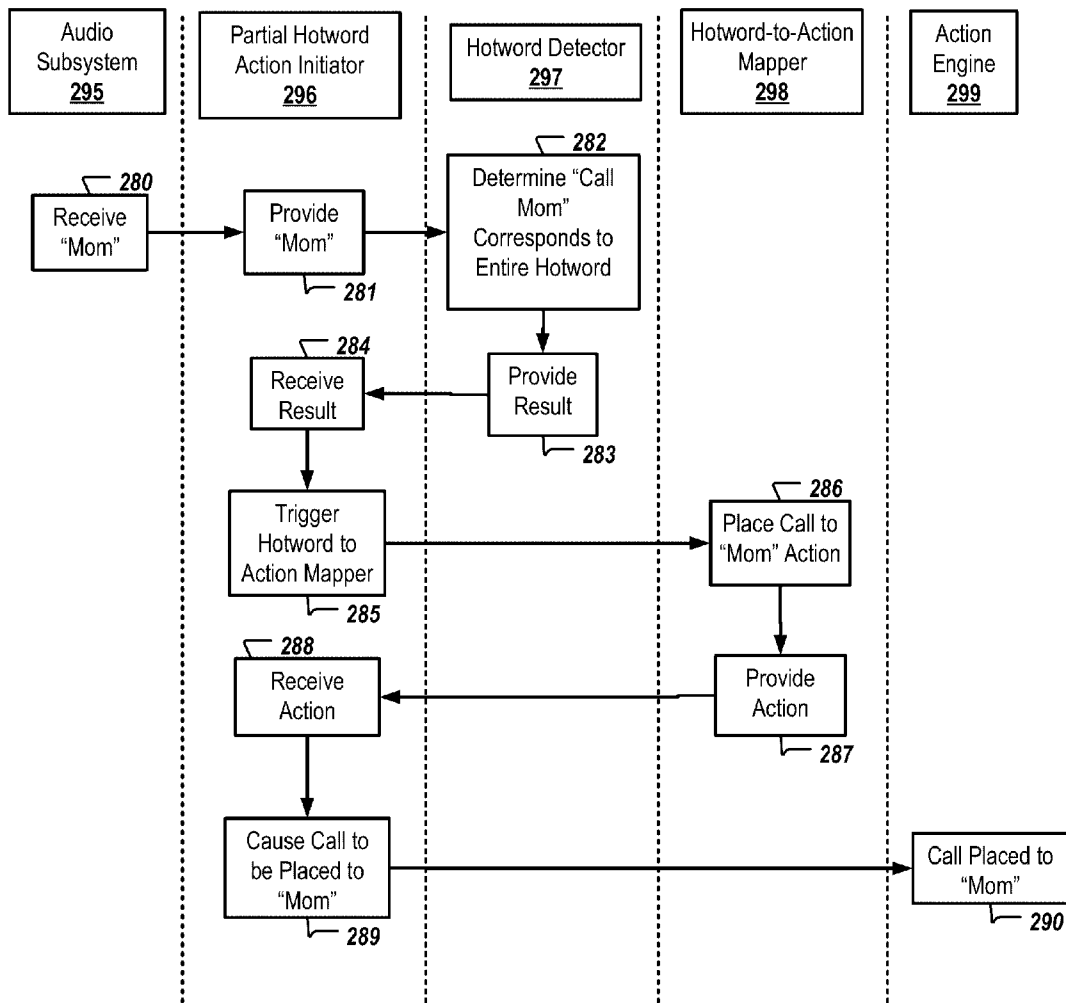 Audio
Subsystem
295
Partial Hotword
Action Initiator
296
Hotword Detector
297
Hotword-to-Action
Mapper
298
Action
Engine
299
280
Receive
“Mom”
Provide
“Mom”
281
282
Determine “Call
Mom”
Corresponds to
Entire Hotword
Provide
Result
283
284
Receive
Result
Trigger
Hotword to
Action Mapper
285
286
Place Call to
“Mom” Action
Provide
Action
287
288
Receive
Action
Cause Call to
be Placed to
“Mom”
289
Call Placed to
“Mom”
290